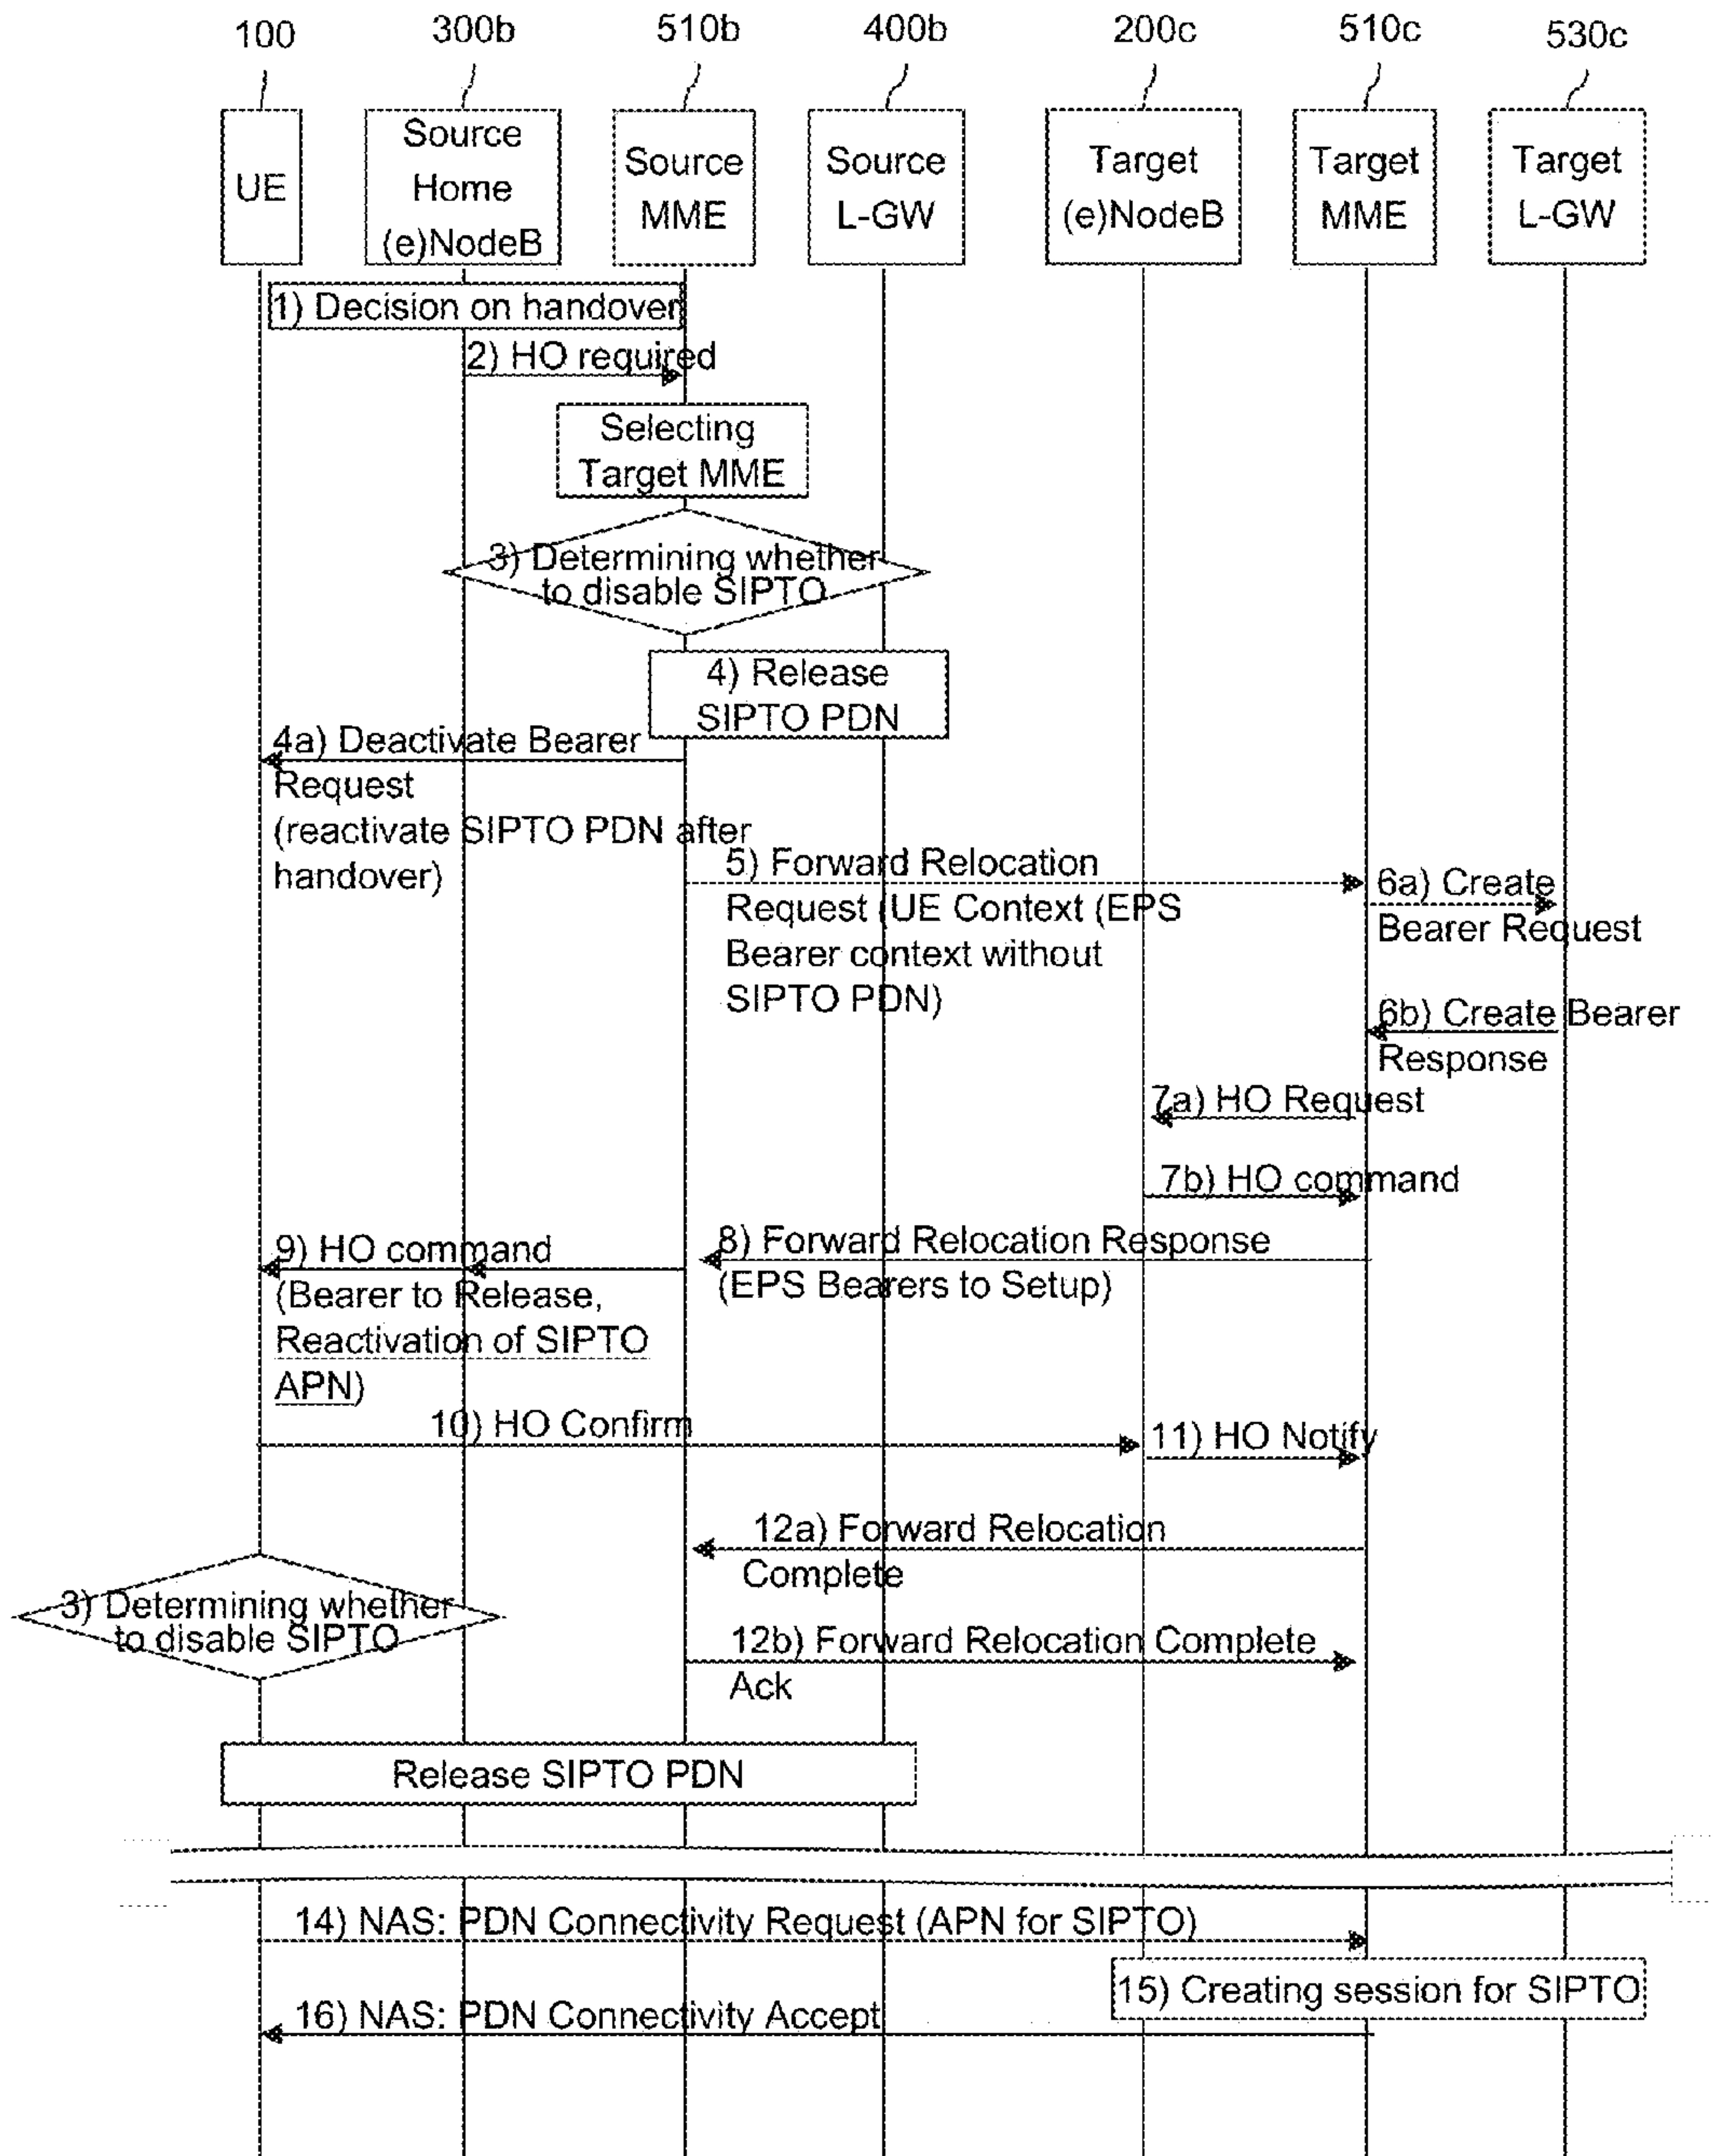 100 300b 510b 400b 200c 510c 530c
UE
Source
Home
(e)NodeB
Source
MME
Source
L-GW
Target
(e)NodeB
Target
MME
Target
L-GW
1) Decision on handover
2) HO required
Selecting
Target MME
3) Determining whether
to disable SIPTO
4) Release
SIPTO PDN
4a) Deactivate Bearer
Request
(reactivate SIPTO PDN after
handover)
5) Forward Relocation
Request (UE Context (EPS
Bearer context without
SIPTO PDN)
6a) Create
Bearer Request
6b) Create Bearer
Response
7a) HO Request
7b) HO command
8) Forward Relocation Response
(EPS Bearers to Setup)
9) HO command
(Bearer to Release,
Reactivation of SIPTO
APN)
10) HO Confirm
11) HO Notify
12a) Forward Relocation
Complete
3) Determining whether
to disable SIPTO
12b) Forward Relocation Complete
Ack
Release SIPTO PDN
14) NAS: PDN Connectivity Request (APN for SIPTO)
15) Creating session for SIPTO
16) NAS: PDN Connectivity Accept